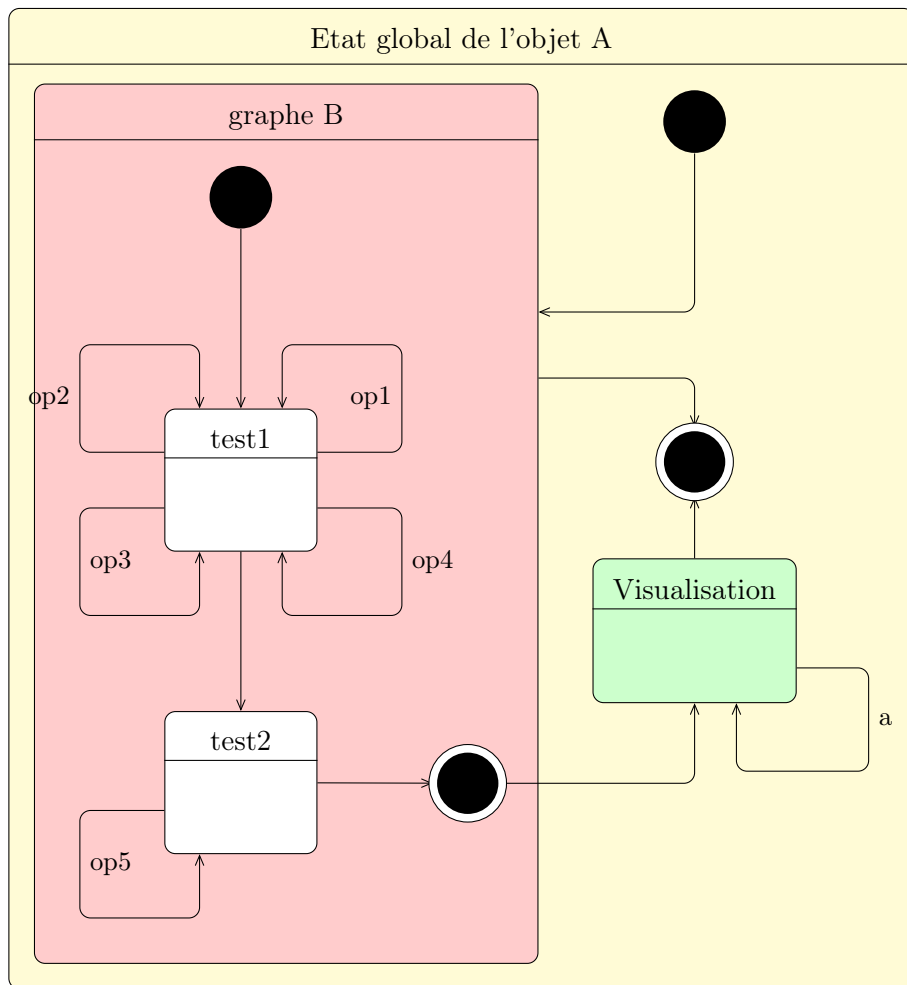 Etat global de l'objet A
graphe B
op2
op1
test1
op3
op4
Visualisation
a
test2
op5